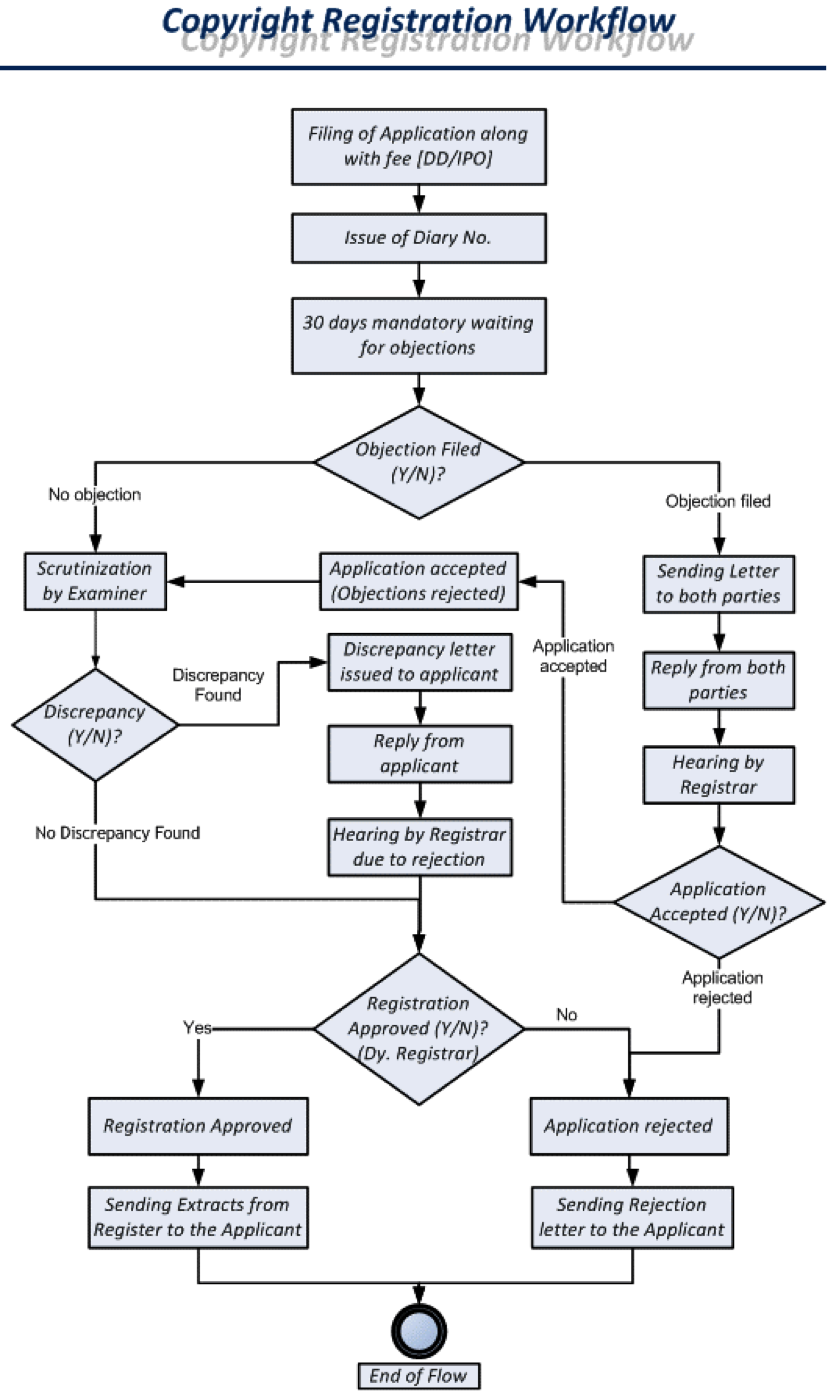 Copyright Registration Workflow
Filing of Application along
with fee [DD/IPO]
Issue of Diary No.
30 days mandatory waiting
for objections
Objection Filed
(Y/N)?
No objection
Objection filed
Scrutinization
by Examiner
Application accepted
(Objections rejected)
Sending Letter
to both parties
Discrepancy letter
issued to applicant
Application
accepted
Discrepancy
Found
Reply from both
parties
Discrepancy
(Y/N)?
Reply from
applicant
Hearing by
Registrar
No Discrepancy Found
Hearing by Registrar
due to rejection
Application
Accepted (Y/N)?
Application
rejected
Registration
Approved (Y/N)?
(Dy. Registrar)
Yes
No
Registration Approved
Application rejected
Sending Extracts from
Register to the Applicant
Sending Rejection
letter to the Applicant
End of Flow